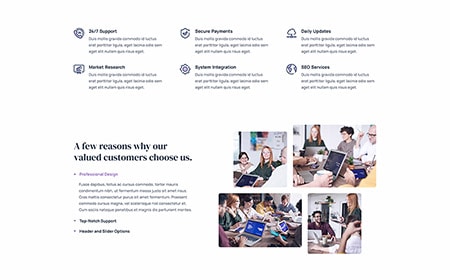 24/7 Support
Duis mollis gravida commodo id luctus
erat porttitor ligula, eget lacinia odio sem
eget elit nullam quis risus eget.
Secure Payments
Duis mollis gravida commodo id luctus
erat porttitor ligula, eget lacinia odio sem
eget elit nullam quis risus eget.
Daily Updates
Duis mollis gravida commodo id luctus
erat porttitor ligula, eget lacinia odio sem
eget elit nullam quis risus eget.
Market Research
Duis mollis gravida commodo id luctus
erat porttitor ligula, eget lacinia odio sem
eget elit nullam quis risus eget.
System Integration
Duis mollis gravida commodo id luctus
erat porttitor ligula, eget lacinia odio sem
eget elit nullam quis risus eget.
SEO Services
Duis mollis gravida commodo id luctus
erat porttitor ligula, eget lacinia odio sem
eget elit nullam quis risus eget.
A few reasons why our
valued customers choose us.
Professional Design
Fusce dapibus, tellus ac cursus commodo, tortor mauris
condimentum nibh, ut fermentum massa justo sit amet risus.
Cras mattis consectetur purus sit amet fermentum. Praesent
commodo cursus magna, vel scelerisque nisl consectetur et.
Cum sociis natoque penatibus et magnis dis parturient montes.
Top-Notch Support
Header and Slider Options